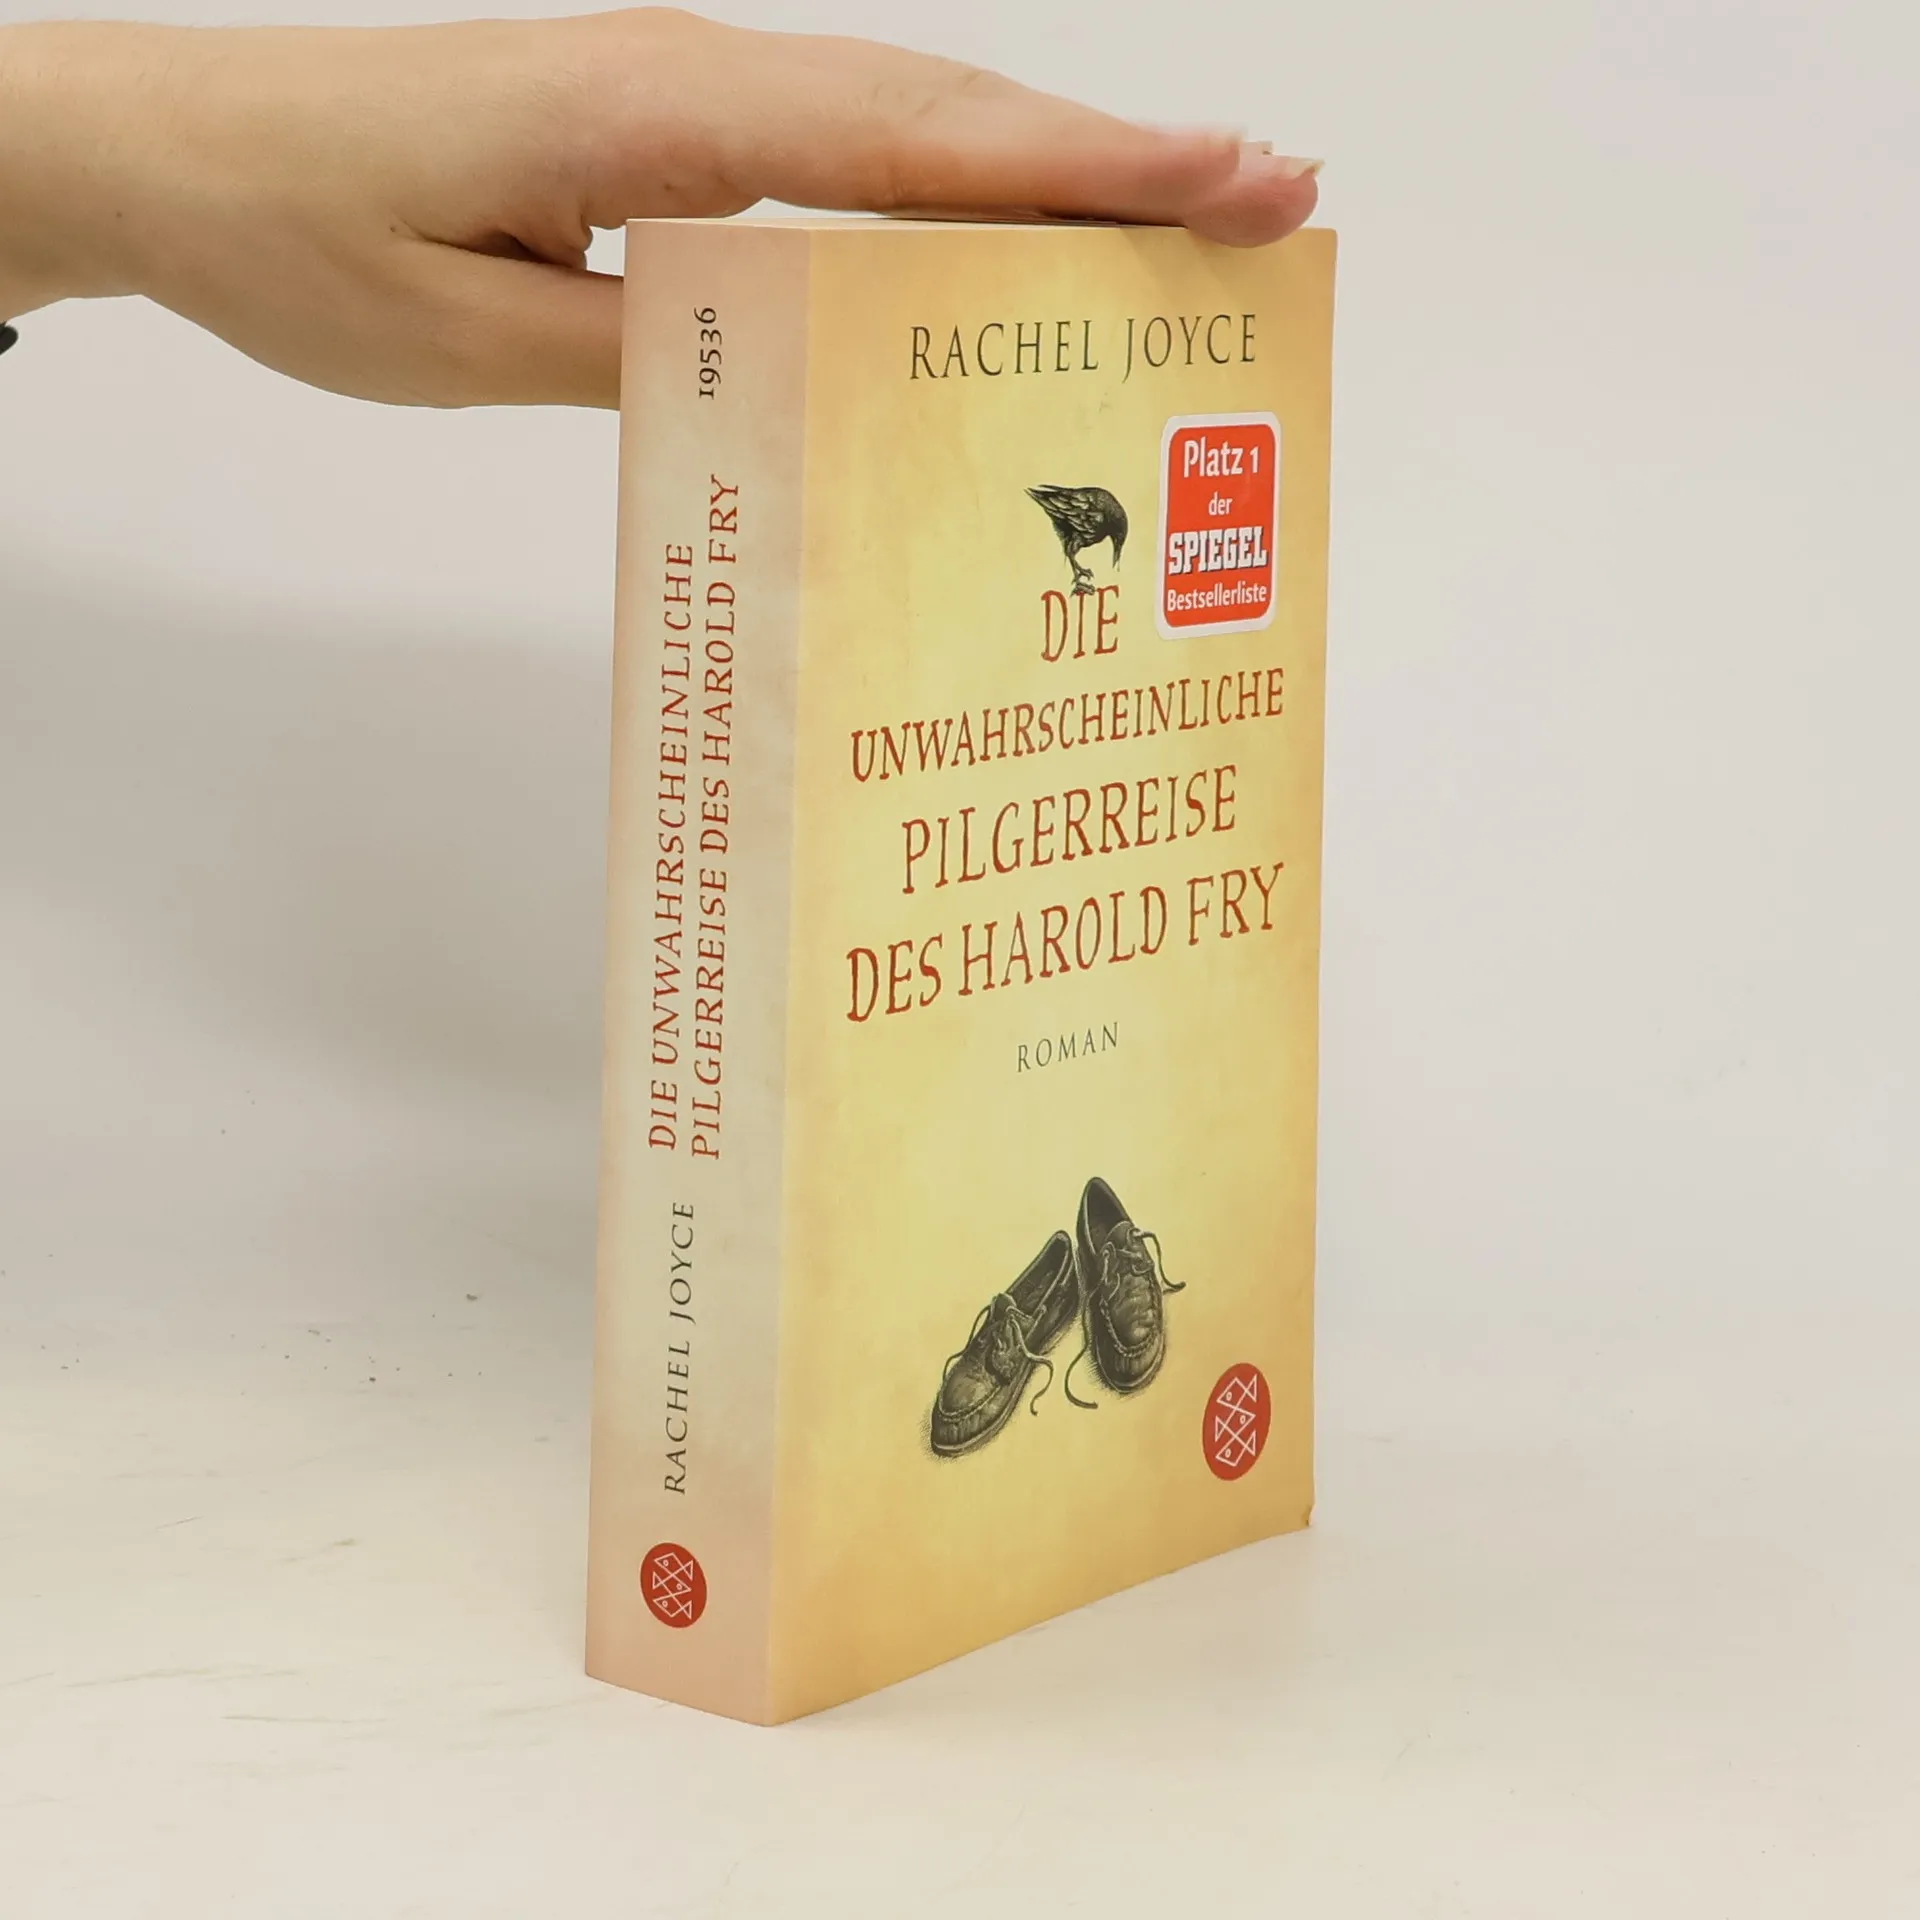 19536
DIE UNWAHRSCHEINLICHE
PILGERREISE DES HAROLD FRY
RACHEL JOYCE
RACHEL JOYCE
Platz 1
der
SPIEGEL
Bestsellerliste
DIE
UNWAHRSCHEINLICHE
PILGERREISE
DES HAROLD FRY
ROMAN